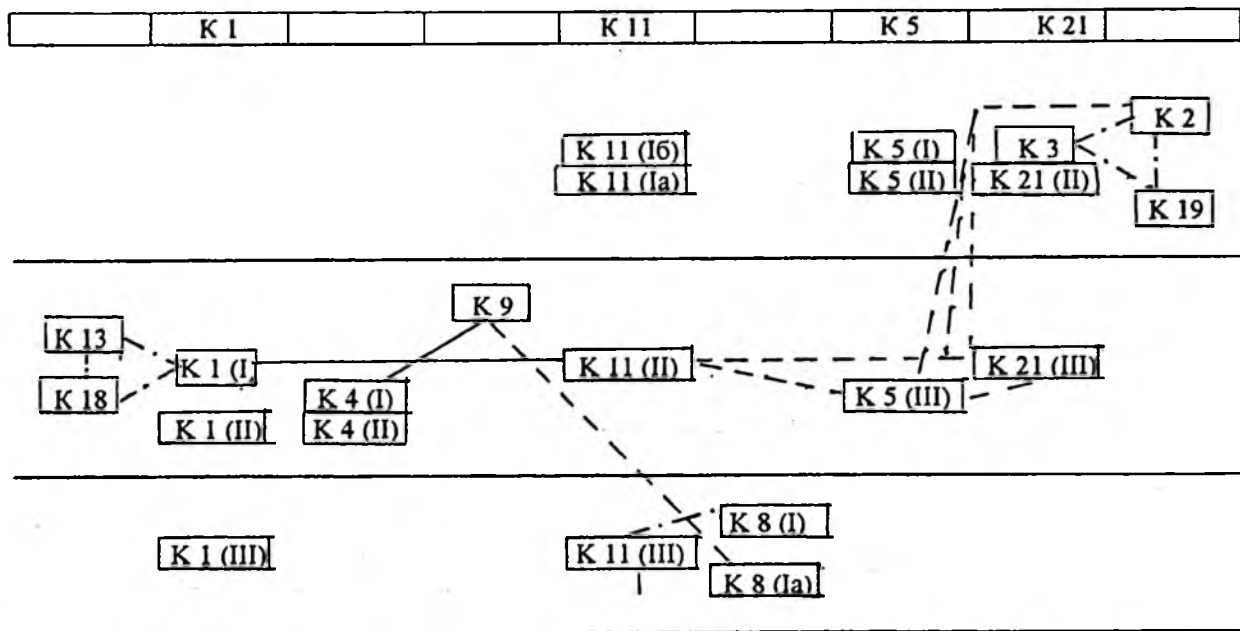 К 1 К 11 К 5 К 21
К 2
К 11 (Iб) К 5 (I) К 3
К 11 (Iа) К 5 (II) К 21 (II)
К 19
К 9
К 13
К 1 (I) К 11 (II) К 21 (III)
К 18 К 4 (I) К 5 (III)
К 1 (II) К 4 (II)
К 8 (I)
К 1 (III) К 11 (III)
К 8 (Iа)